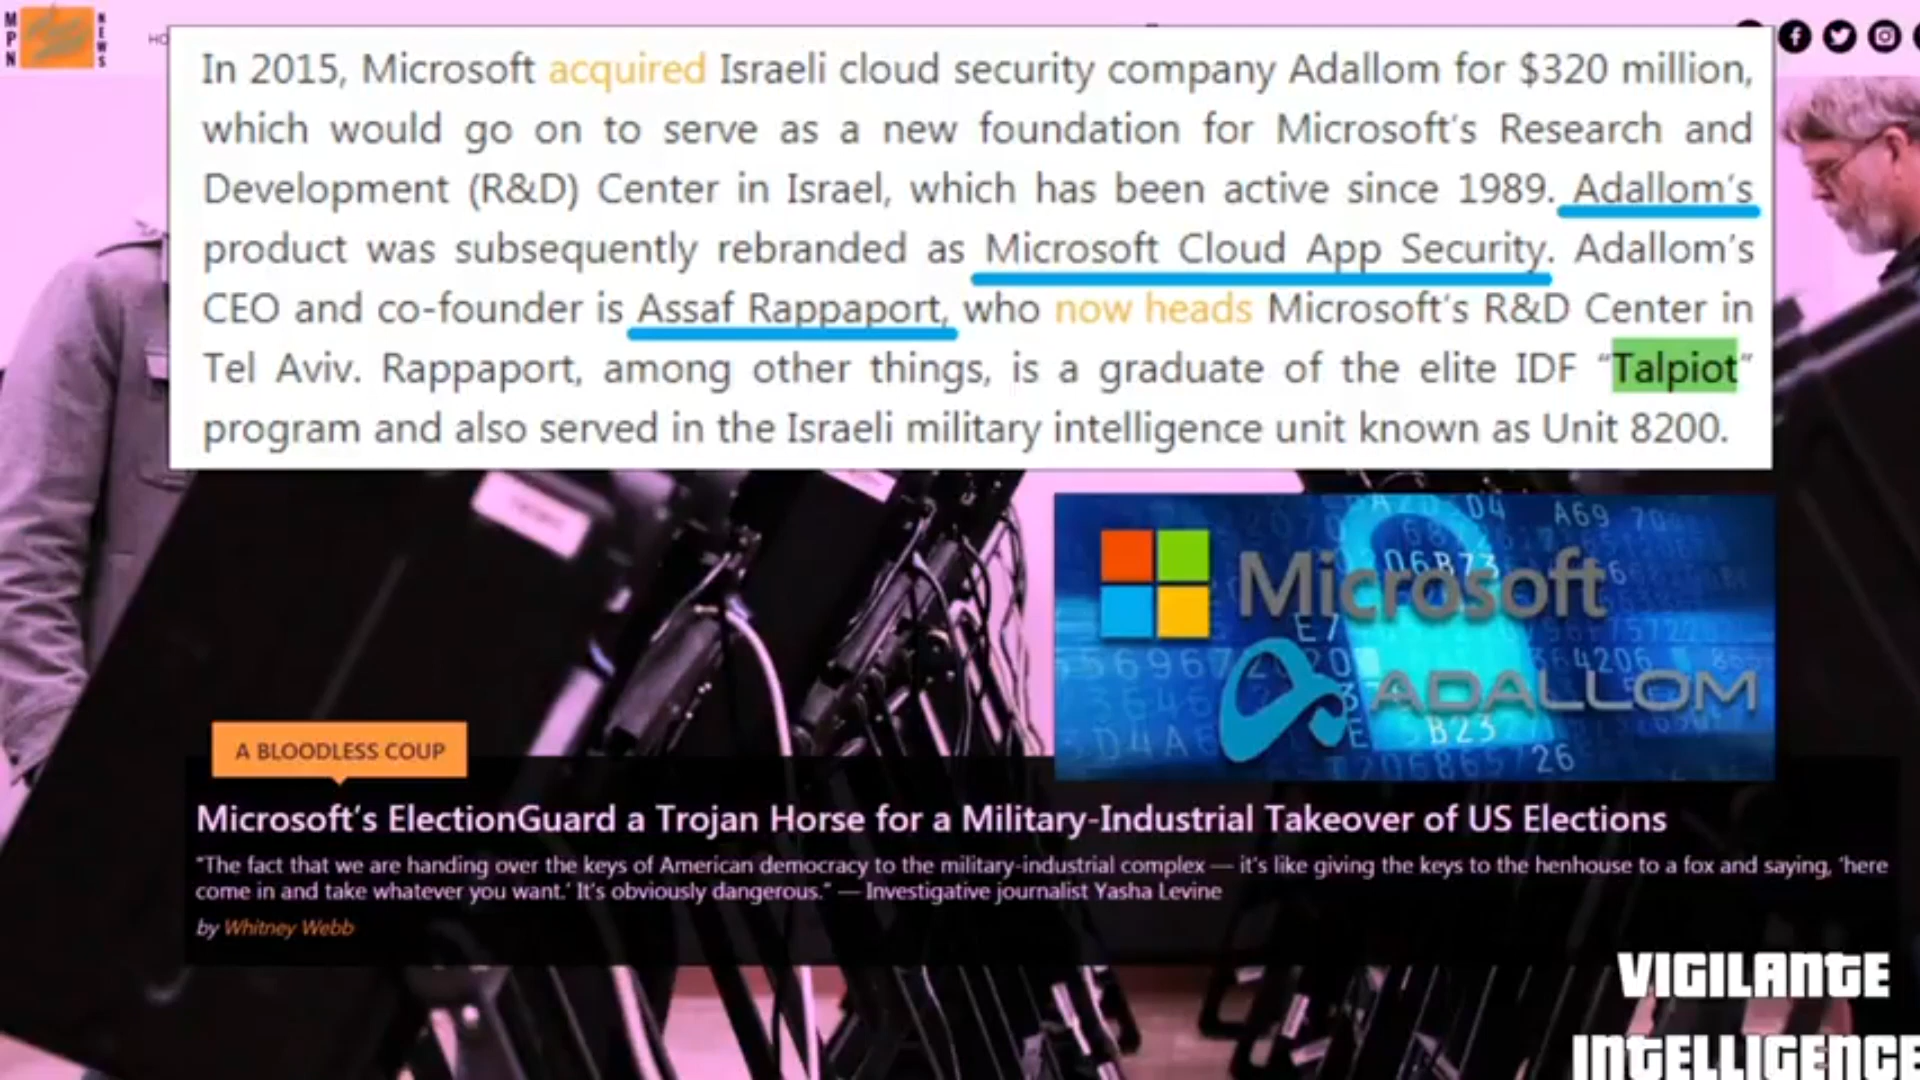 MPN
NEWS
HO
In 2015, Microsoft acquired Israeli cloud security company Adallom for $320 million,
which would go on to serve as a new foundation for Microsoft's Research and
Development (R&D) Center in Israel, which has been active since 1989. Adallom's
product was subsequently rebranded as Microsoft Cloud App Security. Adallom's
CEO and co-founder is Assaf Rappaport, who now heads Microsoft's R&D Center in
Tel Aviv. Rappaport, among other things, is a graduate of the elite IDF “Talpiot”
program and also served in the Israeli military intelligence unit known as Unit 8200.
Microsoft
ADALLOM
A BLOODLESS COUP
Microsoft's ElectionGuard a Trojan Horse for a Military-Industrial Takeover of US Elections
“The fact that we are handing over the keys of American democracy to the military-industrial complex — it's like giving the keys to the henhouse to a fox and saying, ‘here
come in and take whatever you want.’ It's obviously dangerous.” — Investigative journalist Yasha Levine
by Whitney Webb
VIGILANTE
INTELLIGENCE